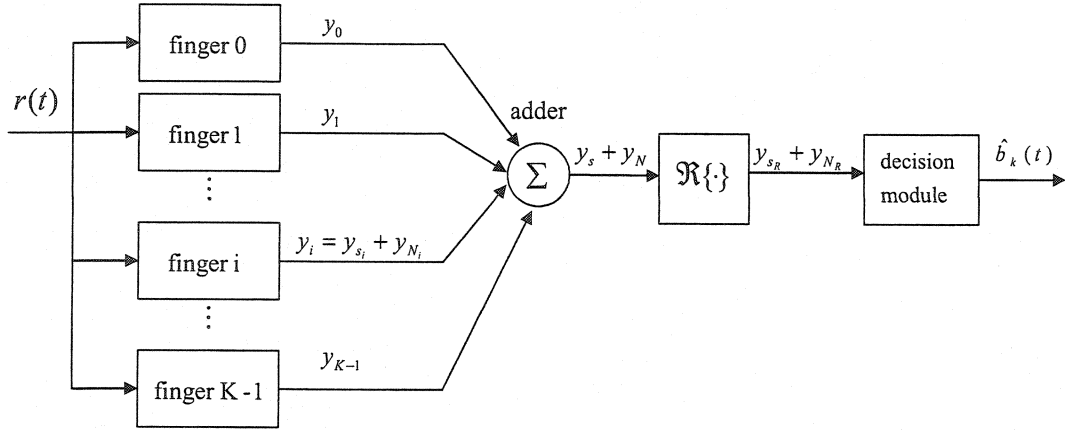 finger 0
y_0
r(t)
adder
finger 1
y_1
⋮
Σ
y_s + y_N
ℜ{·}
y_{s_R} + y_{N_R}
decision
module
b̂_k(t)
finger i
y_i = y_{s_i} + y_{N_i}
⋮
finger K-1
y_{K-1}